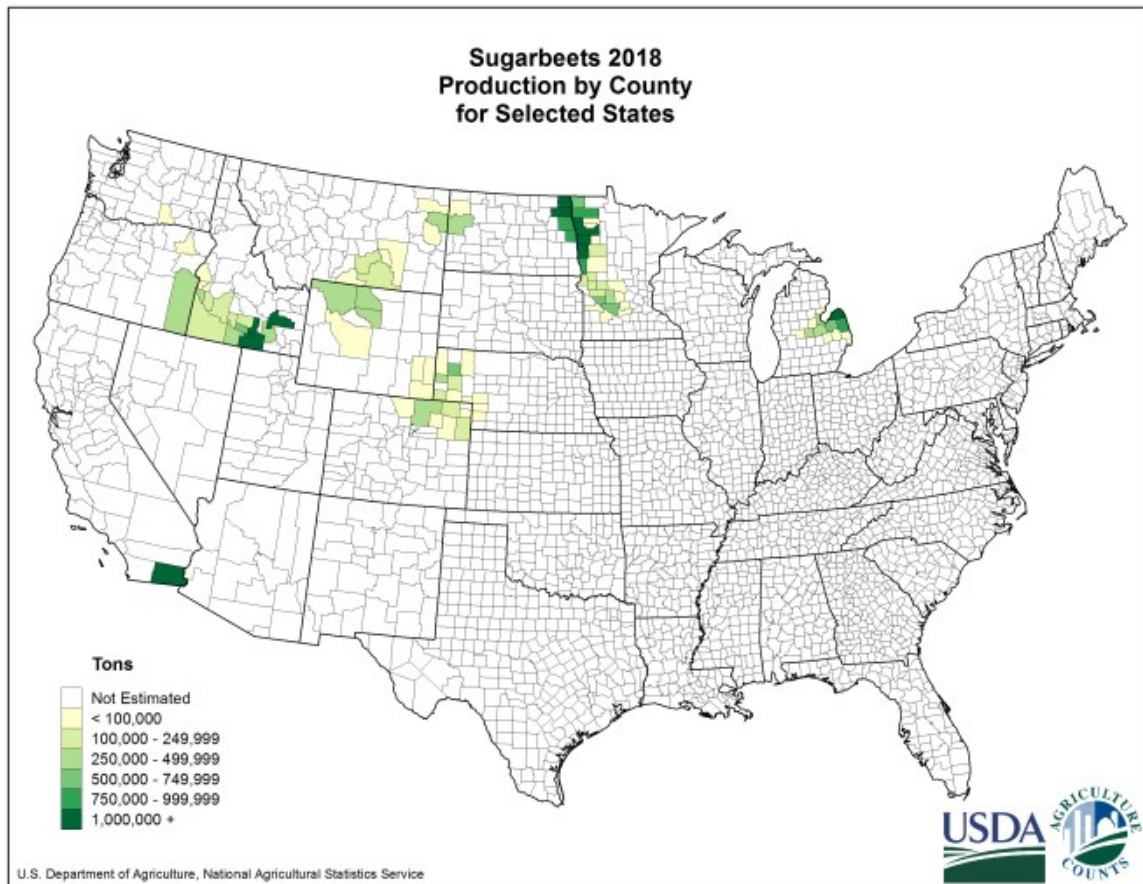 Sugarbeets 2018
Production by County
for Selected States
Tons
Not Estimated
< 100,000
100,000 - 249,999
250,000 - 499,999
500,000 - 749,999
750,000 - 999,999
1,000,000 +
USDA
AGRICULTURE
COUNTS
U.S. Department of Agriculture, National Agricultural Statistics Service